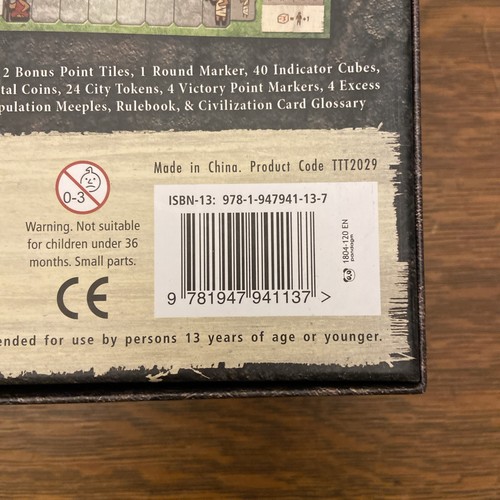 2 Bonus Point Tiles, 1 Round Marker, 40 Indicator Cubes,
tal Coins, 24 City Tokens, 4 Victory Point Markers, 4 Excess
pulation Meeples, Rulebook, & Civilization Card Glossary
Made in China. Product Code TTT2029
0-3
ISBN-13: 978-1-947941-13-7
Warning. Not suitable
for children under 36
months. Small parts.
1804-120 EN
pandagm
CE
9 781947 941137 >
ended for use by persons 13 years of age or younger.